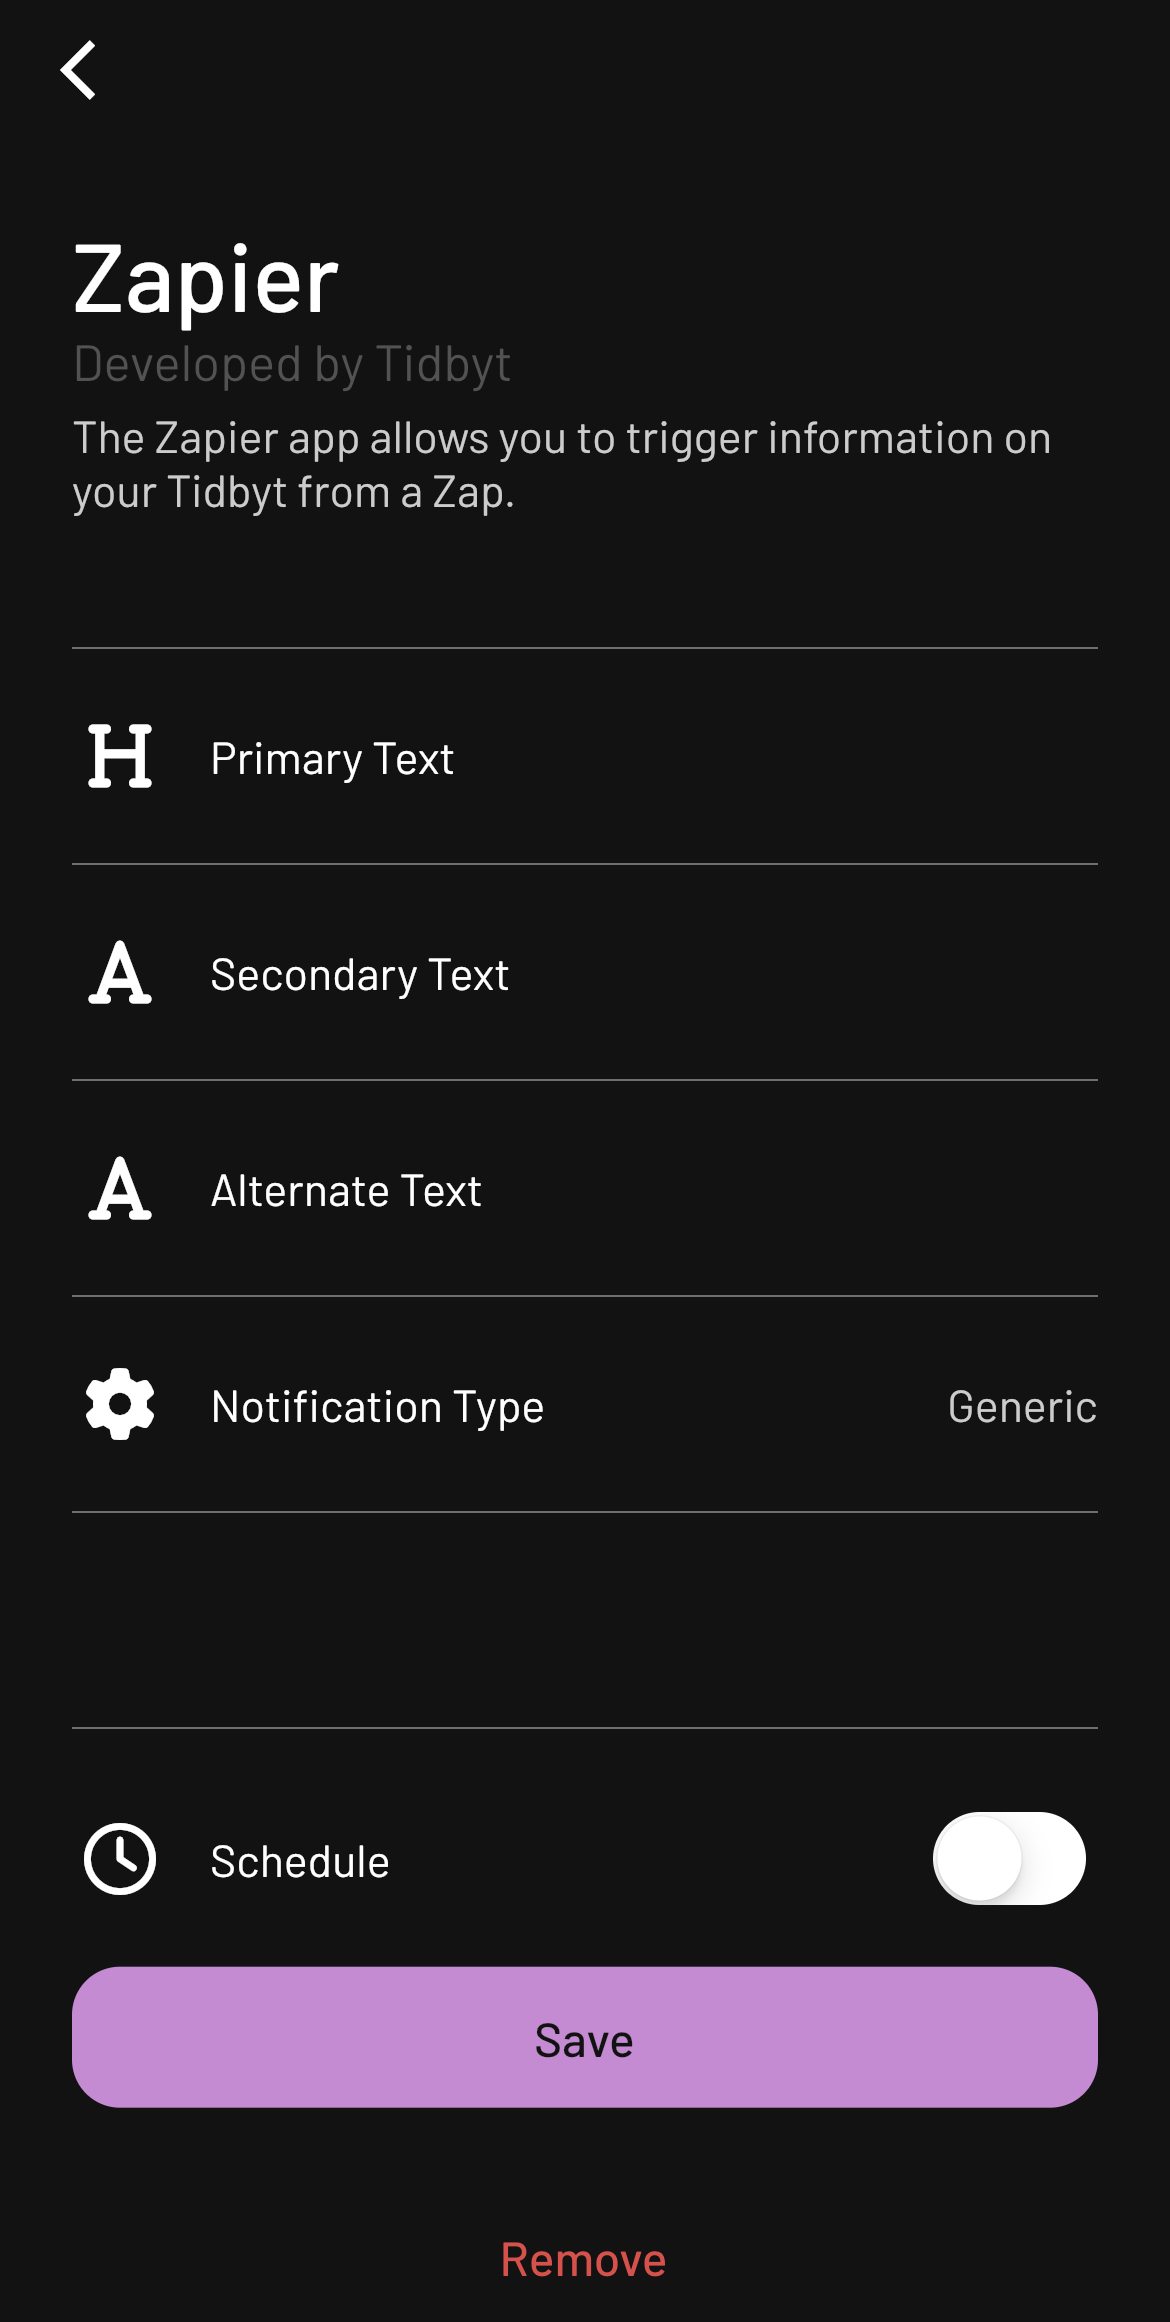 Zapier
Developed by Tidbyt
The Zapier app allows you to trigger information on
your Tidbyt from a Zap.
Primary Text
Secondary Text
Alternate Text
Notification Type Generic
Schedule
Save
Remove